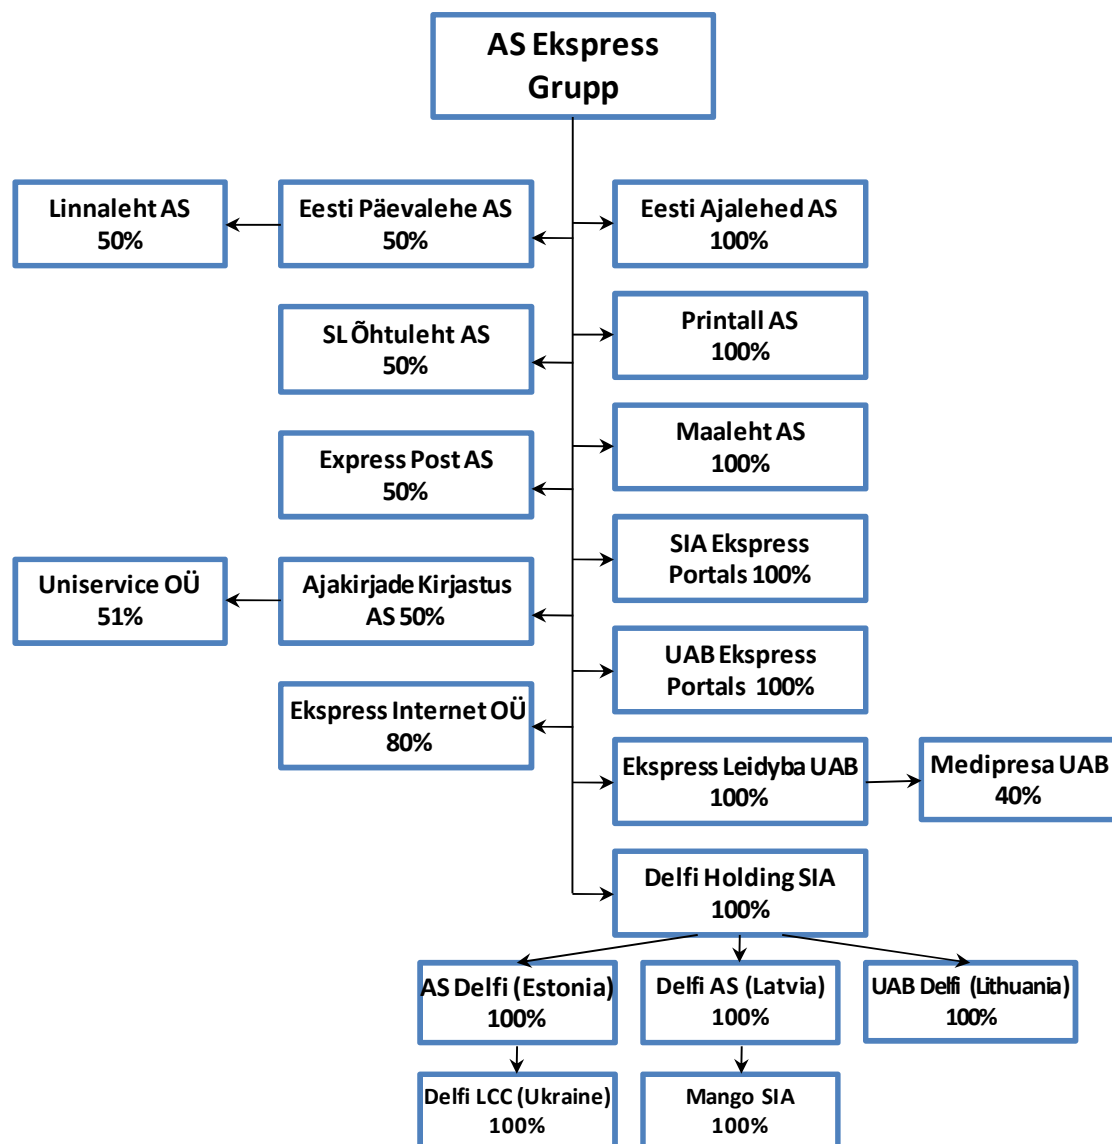 AS Ekspress
Grupp
Linnaleht AS
50%
Eesti Päevalehe AS
50%
Eesti Ajalehed AS
100%
SL Õhtuleht AS
50%
Printall AS
100%
Express Post AS
50%
Maaleht AS
100%
SIA Ekspress
Portals 100%
Uniservice OÜ
51%
Ajakirjade Kirjastus
AS 50%
UAB Ekspress
Portals 100%
Ekspress Internet OÜ
80%
Ekspress Leidyba UAB
100%
Medipresa UAB
40%
Delfi Holding SIA
100%
AS Delfi (Estonia)
100%
Delfi AS (Latvia)
100%
UAB Delfi (Lithuania)
100%
Delfi LCC (Ukraine)
100%
Mango SIA
100%